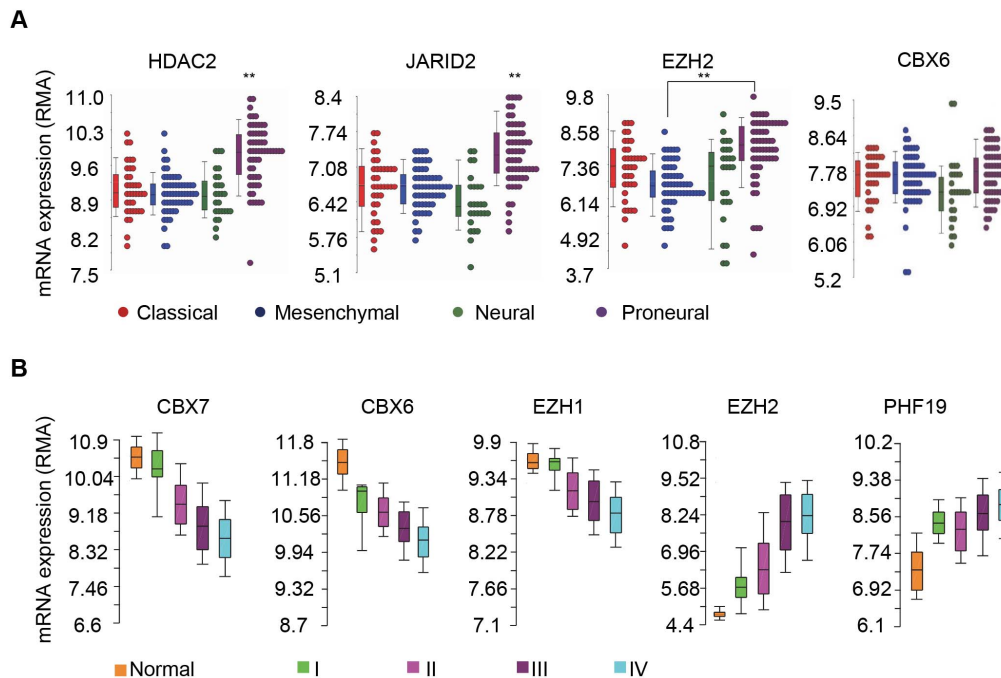 A
HDAC2 JARID2 EZH2 CBX6
** ** **
mRNA expression (RMA)
11.0 10.3 9.6 8.9 8.2 7.5
8.4 7.74 7.08 6.42 5.76 5.1
9.8 8.58 7.36 6.14 4.92 3.7
9.5 8.64 7.78 6.92 6.06 5.2
Classical Mesenchymal Neural Proneural
B
CBX7 CBX6 EZH1 EZH2 PHF19
mRNA expression (RMA)
10.9 10.04 9.18 8.32 7.46 6.6
11.8 11.18 10.56 9.94 9.32 8.7
9.9 9.34 8.78 8.22 7.66 7.1
10.8 9.52 8.24 6.96 5.68 4.4
10.2 9.38 8.56 7.74 6.92 6.1
Normal I II III IV